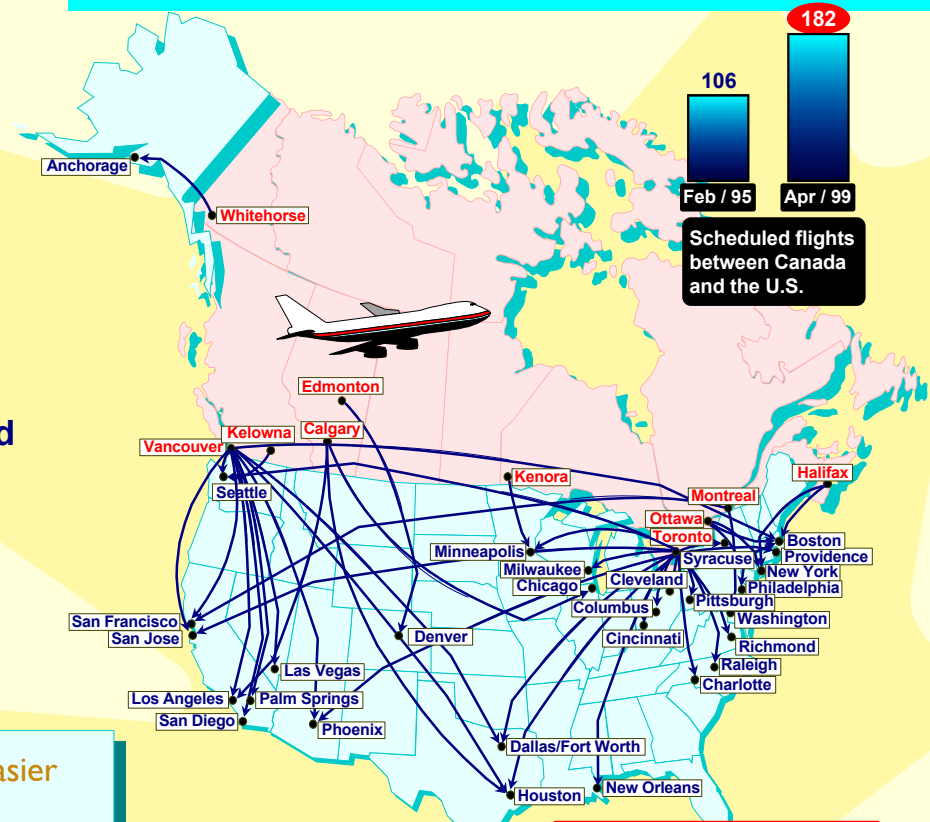 182
106
Feb / 95
Apr / 99
Scheduled flights
between Canada
and the U.S.
Anchorage
Whitehorse
Edmonton
Calgary
Kelowna
Vancouver
Seattle
Kenora
Halifax
Montreal
Ottawa
Toronto
Boston
Syracuse
Providence
Minneapolis
Milwaukee
New York
Chicago
Cleveland
Philadelphia
Pittsburgh
Columbus
Washington
Cincinnati
Richmond
San Francisco
San Jose
Denver
Raleigh
Las Vegas
Charlotte
Los Angeles
Palm Springs
San Diego
Phoenix
Dallas/Fort Worth
Houston
New Orleans